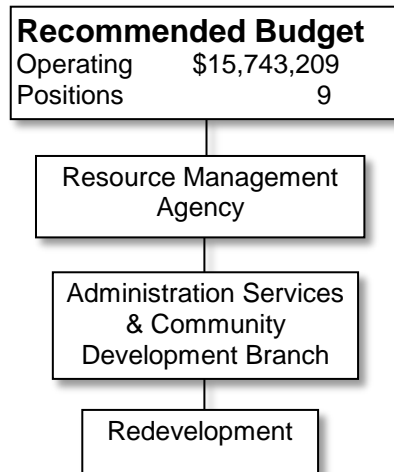 Recommended Budget
Operating $15,743,209
Positions 9
Resource Management
Agency
Administration Services
& Community
Development Branch
Redevelopment